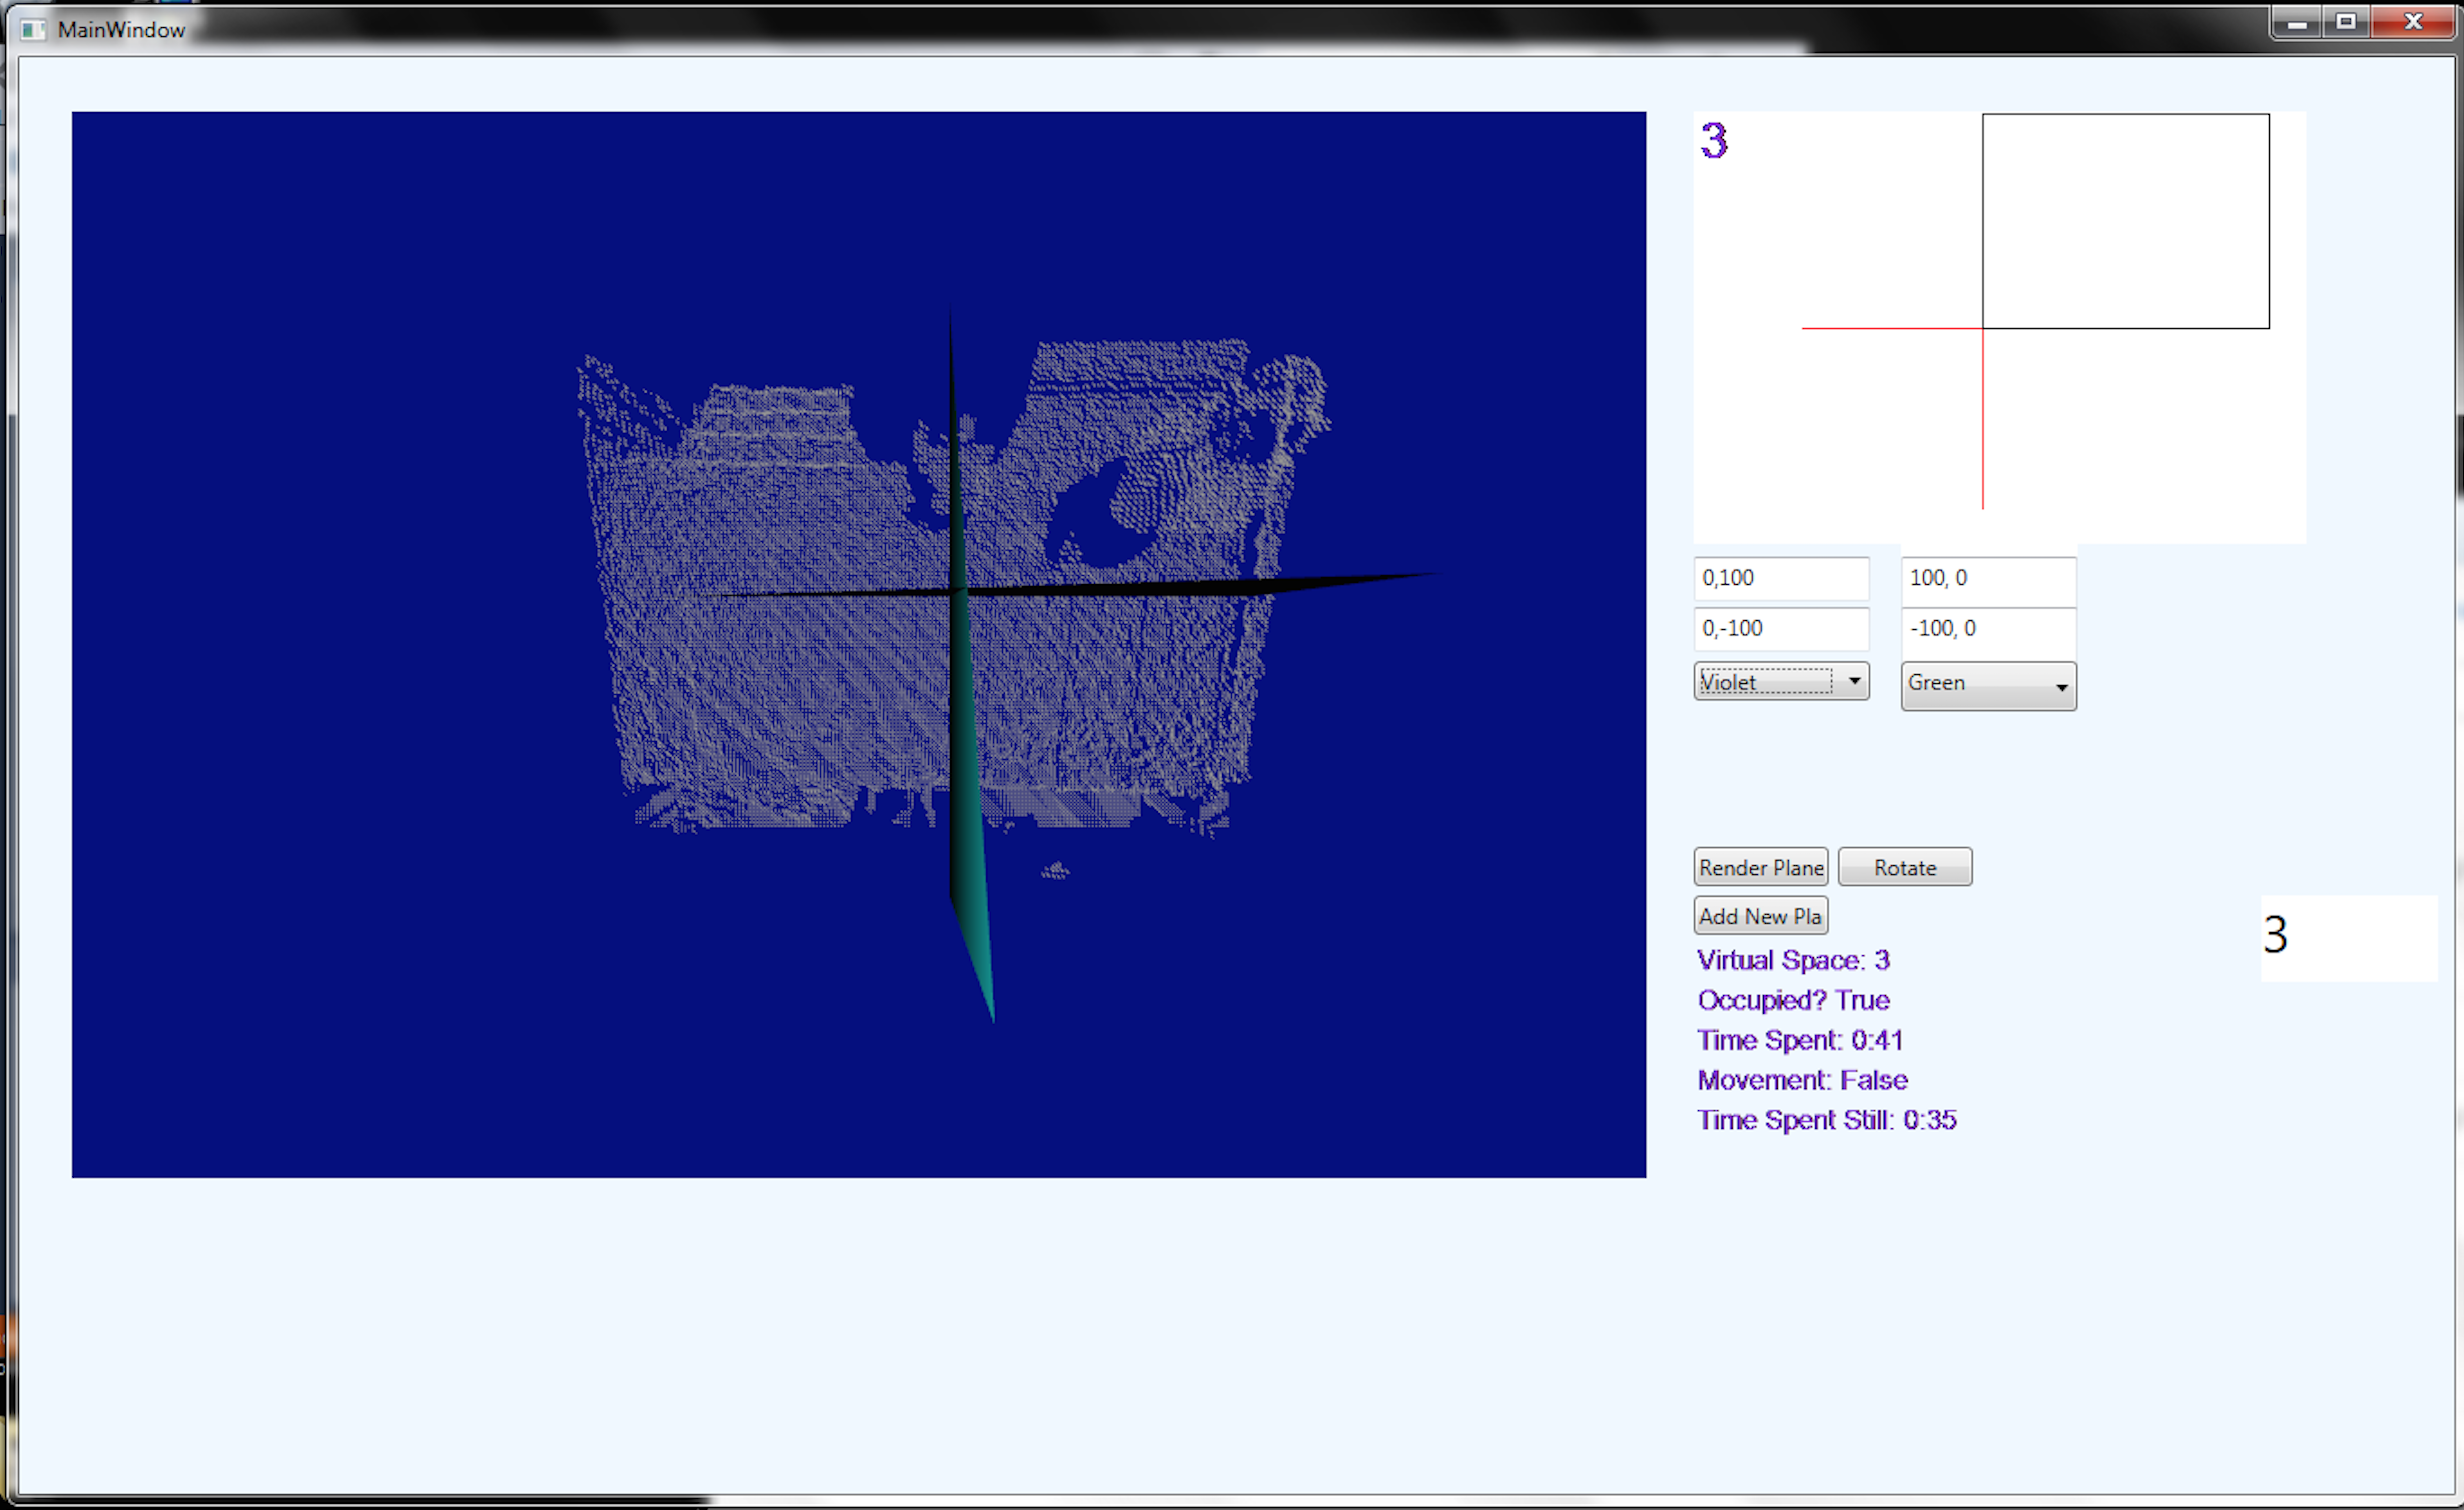 MainWindow
3
0,100
100, 0
0,-100
-100, 0
Violet
Green
Render Plane
Rotate
Add New Pla
3
Virtual Space: 3
Occupied? True
Time Spent: 0:41
Movement: False
Time Spent Still: 0:35